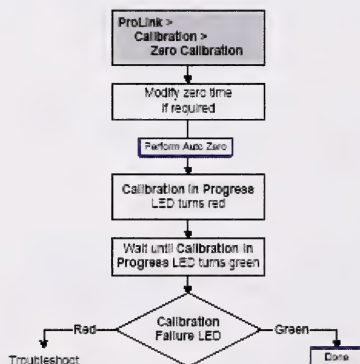 ProLink >
Calibration >
Zero Calibration
Modify zero time
if required
Perform Auto Zero
Calibration in Progress
LED turns red
Wait until Calibration in
Progress LED turns green
Calibration
Failure LED
Red
Green
Troubleshoot
Done